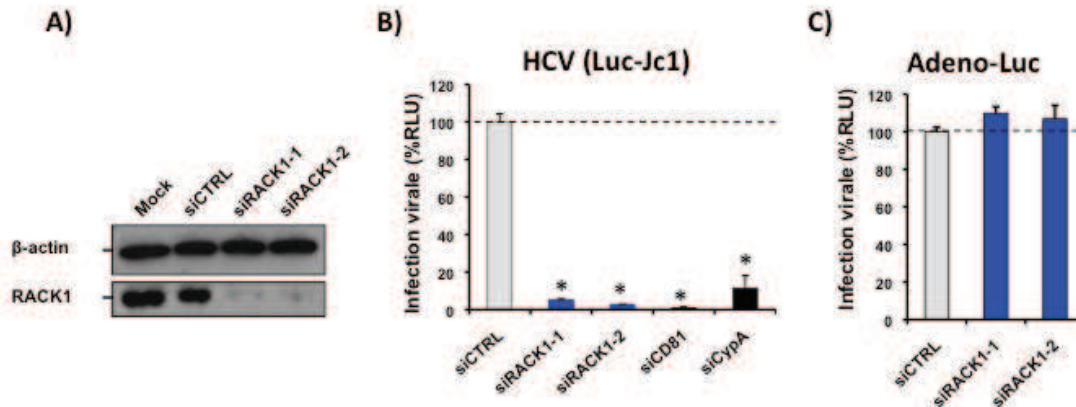 A)
Mock
siCTRL
siRACK1-1
siRACK1-2
β-actin
RACK1
B)
HCV (Luc-Jc1)
Infection virale (%RLU)
120
100
80
60
40
20
0
*
*
*
*
siCTRL
siRACK1-1
siRACK1-2
siCD81
siCypA
C)
Adeno-Luc
Infection virale (%RLU)
120
100
80
60
40
20
0
siCTRL
siRACK1-1
siRACK1-2